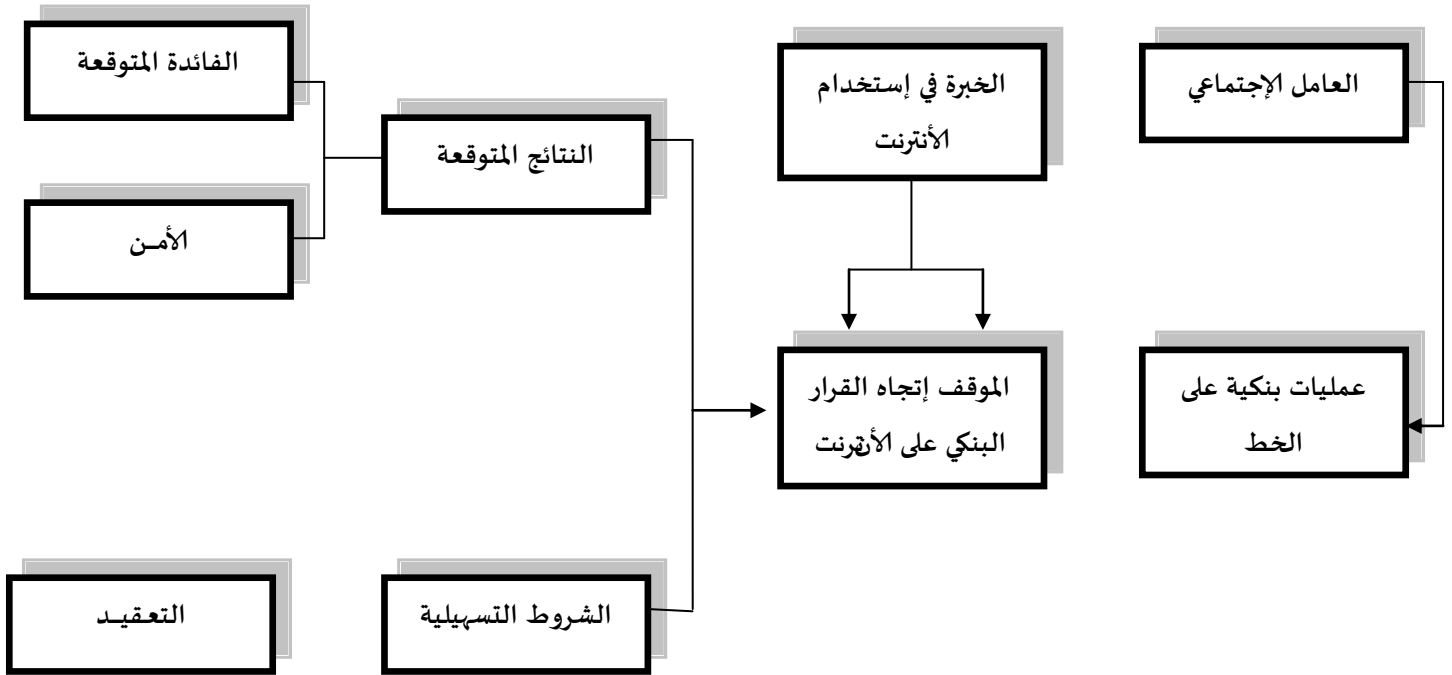 العامل الإجتماعي
الخبرة في إستخدام
الأنترنت
الفائدة المتوقعة
النتائج المتوقعة
الأمـن
عمليات بنكية على
الخط
الموقف إتجاه القرار
البنكي على الأنترنت
الشروط التسهيلية
التعقيـد